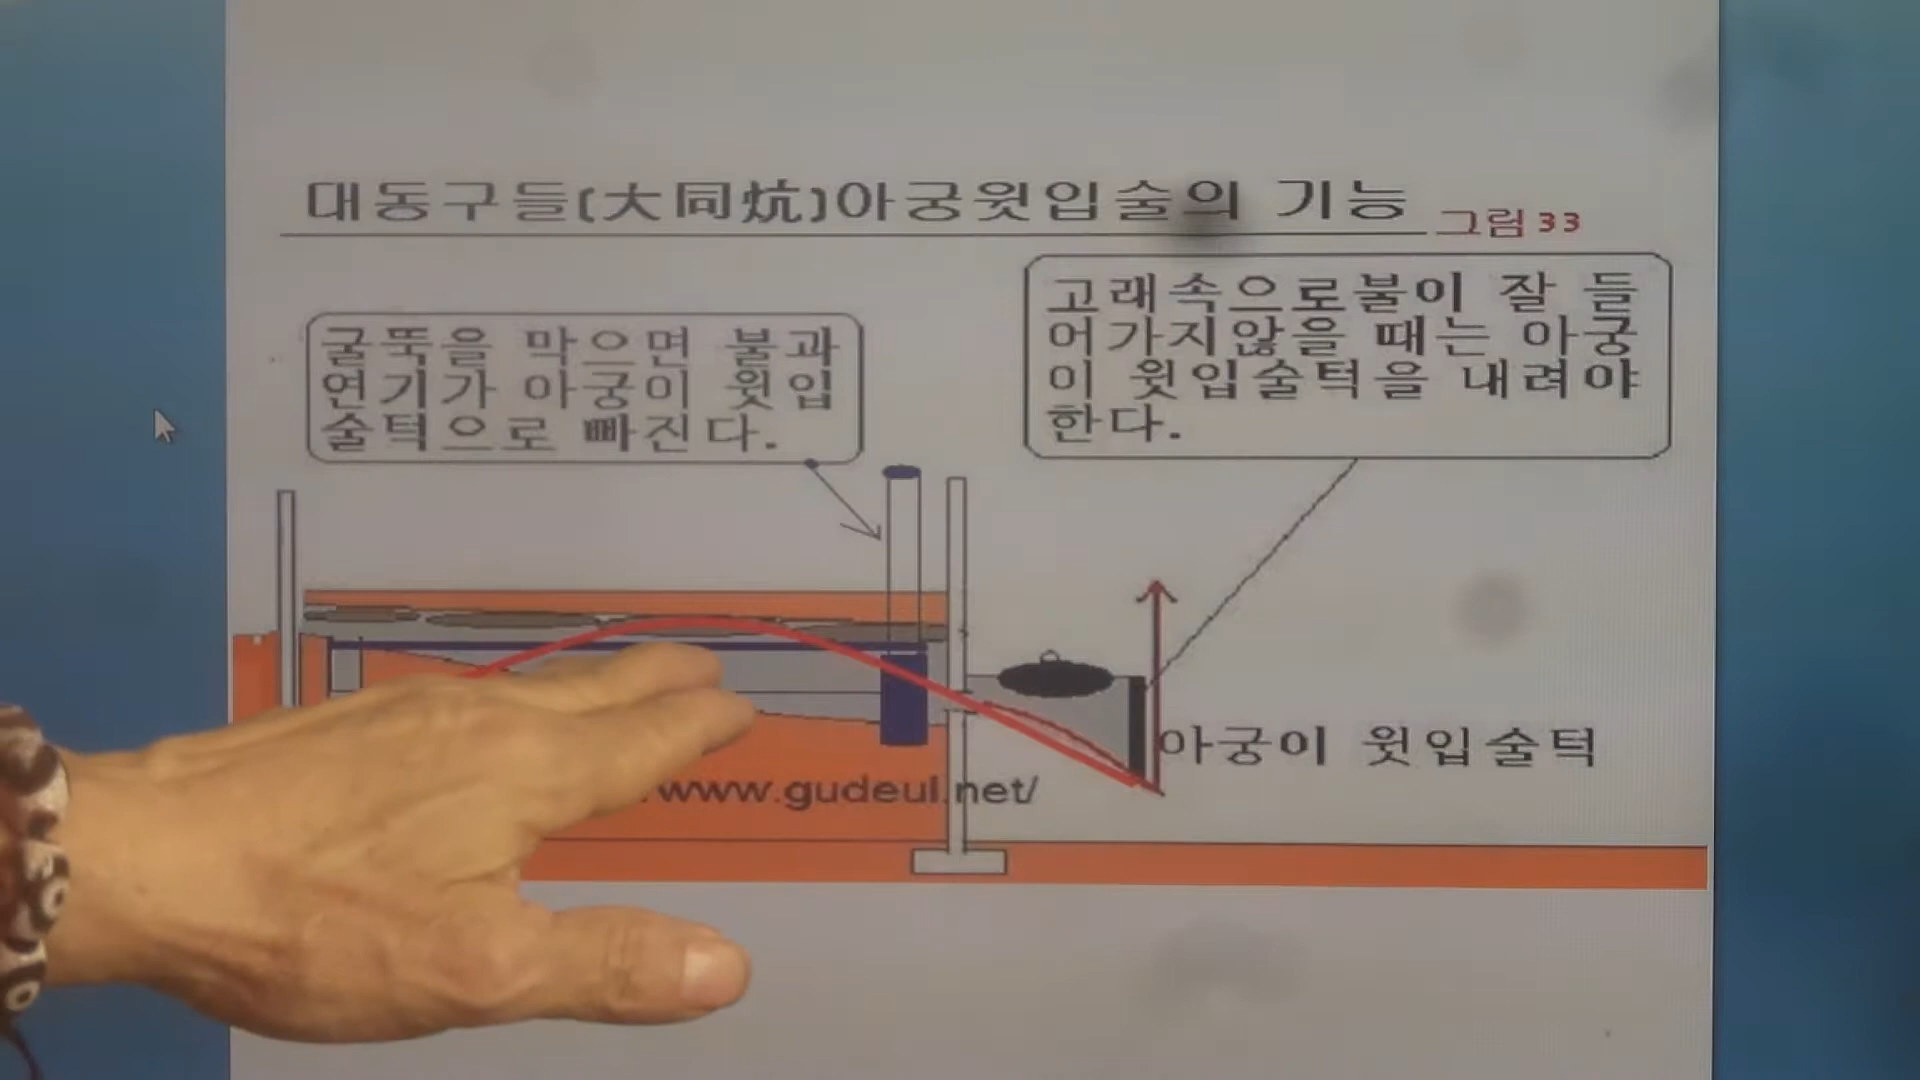 대동구들(大同炕)아궁윗입술의 기능
그림 33
굴뚝을 막으면 불과
연기가 아궁이 윗입
술턱으로 빠진다.
고래속으로불이 잘 들
어가지않을 때는 아궁
이 윗입술턱을 내려야
한다.
아궁이 윗입술턱
www.gudeul.net/